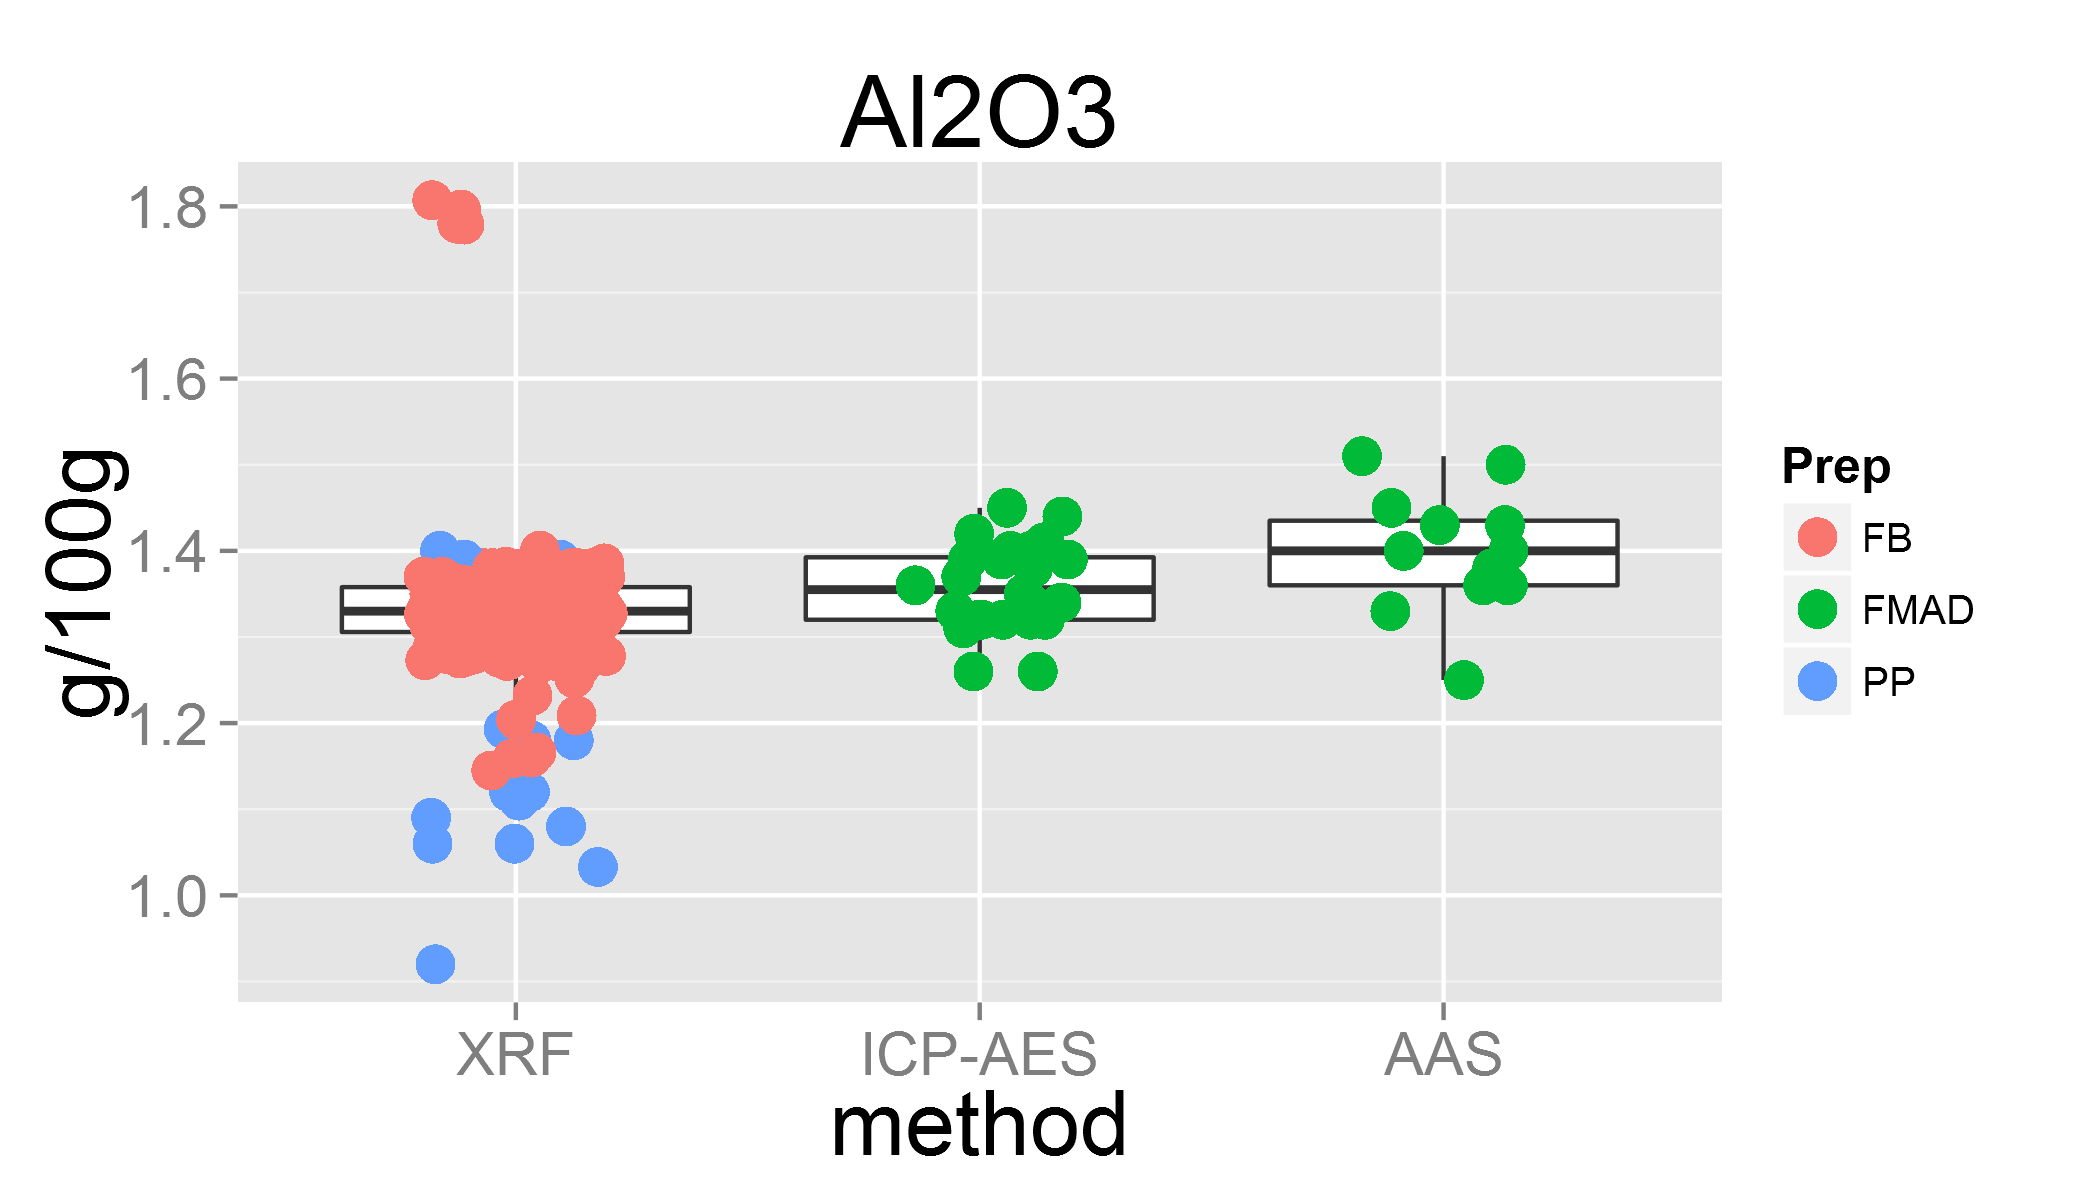 Al2O3
g/100g
1.8
1.6
1.4
1.2
1.0
XRF
ICP-AES
AAS
method
Prep
FB
FMAD
PP